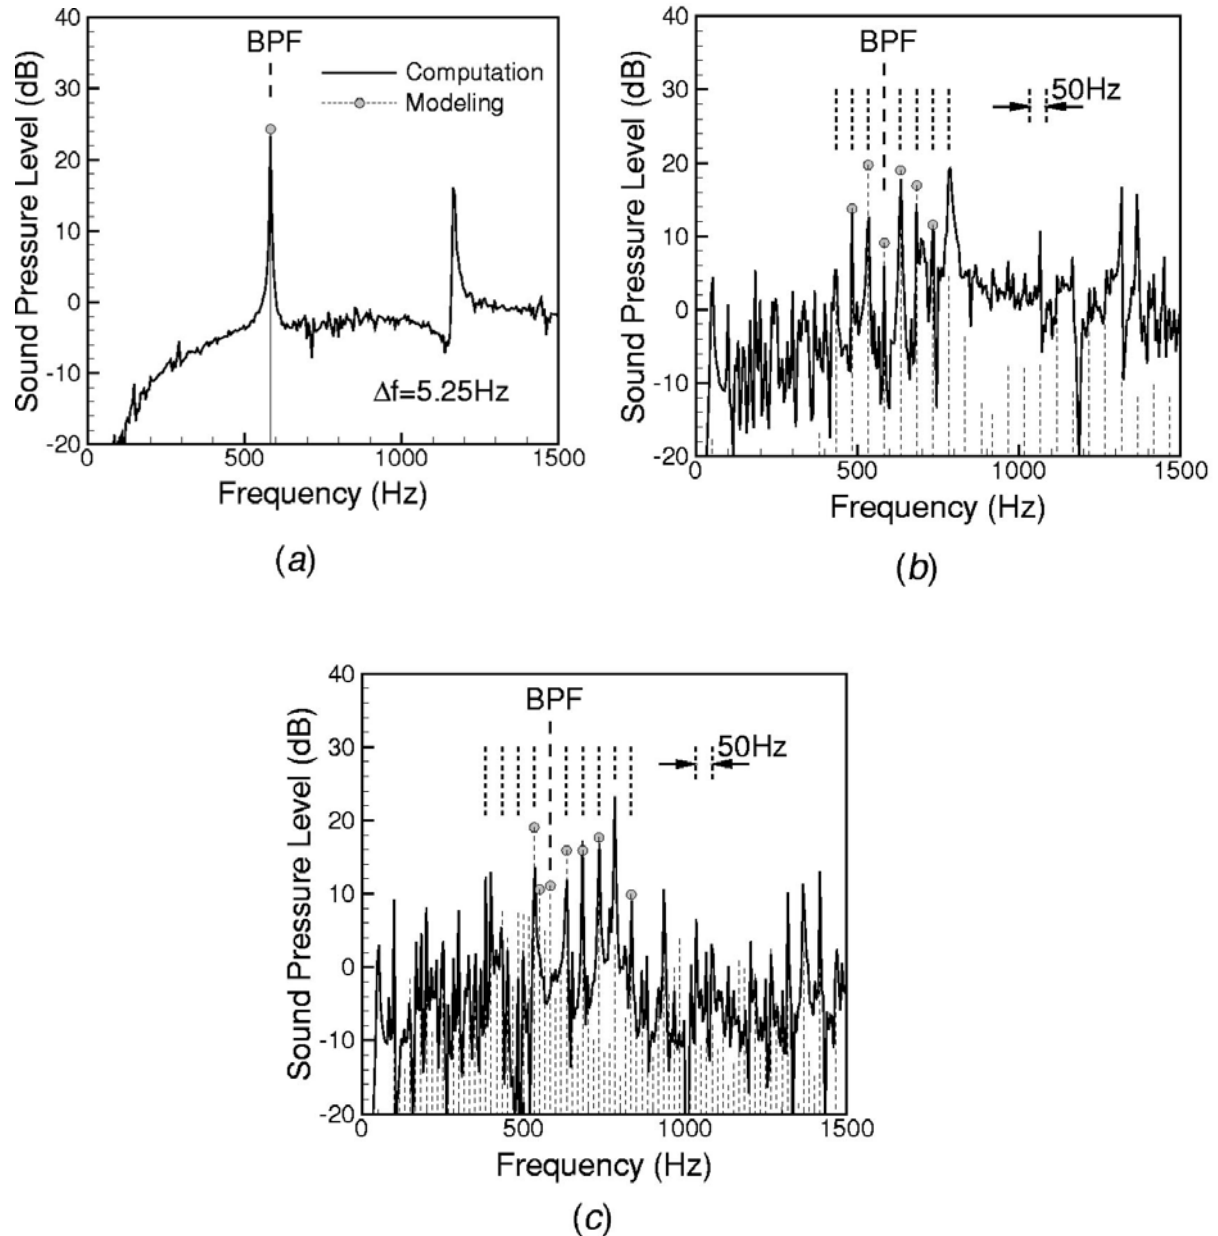 40
30
20
10
0
-10
-20
Sound Pressure Level (dB)
BPF
Computation
Modeling
Δf=5.25Hz
0 500 1000 1500
Frequency (Hz)
(a)
40
30
20
10
0
-10
-20
Sound Pressure Level (dB)
BPF
50Hz
0 500 1000 1500
Frequency (Hz)
(b)
40
30
20
10
0
-10
-20
Sound Pressure Level (dB)
BPF
50Hz
0 500 1000 1500
Frequency (Hz)
(c)